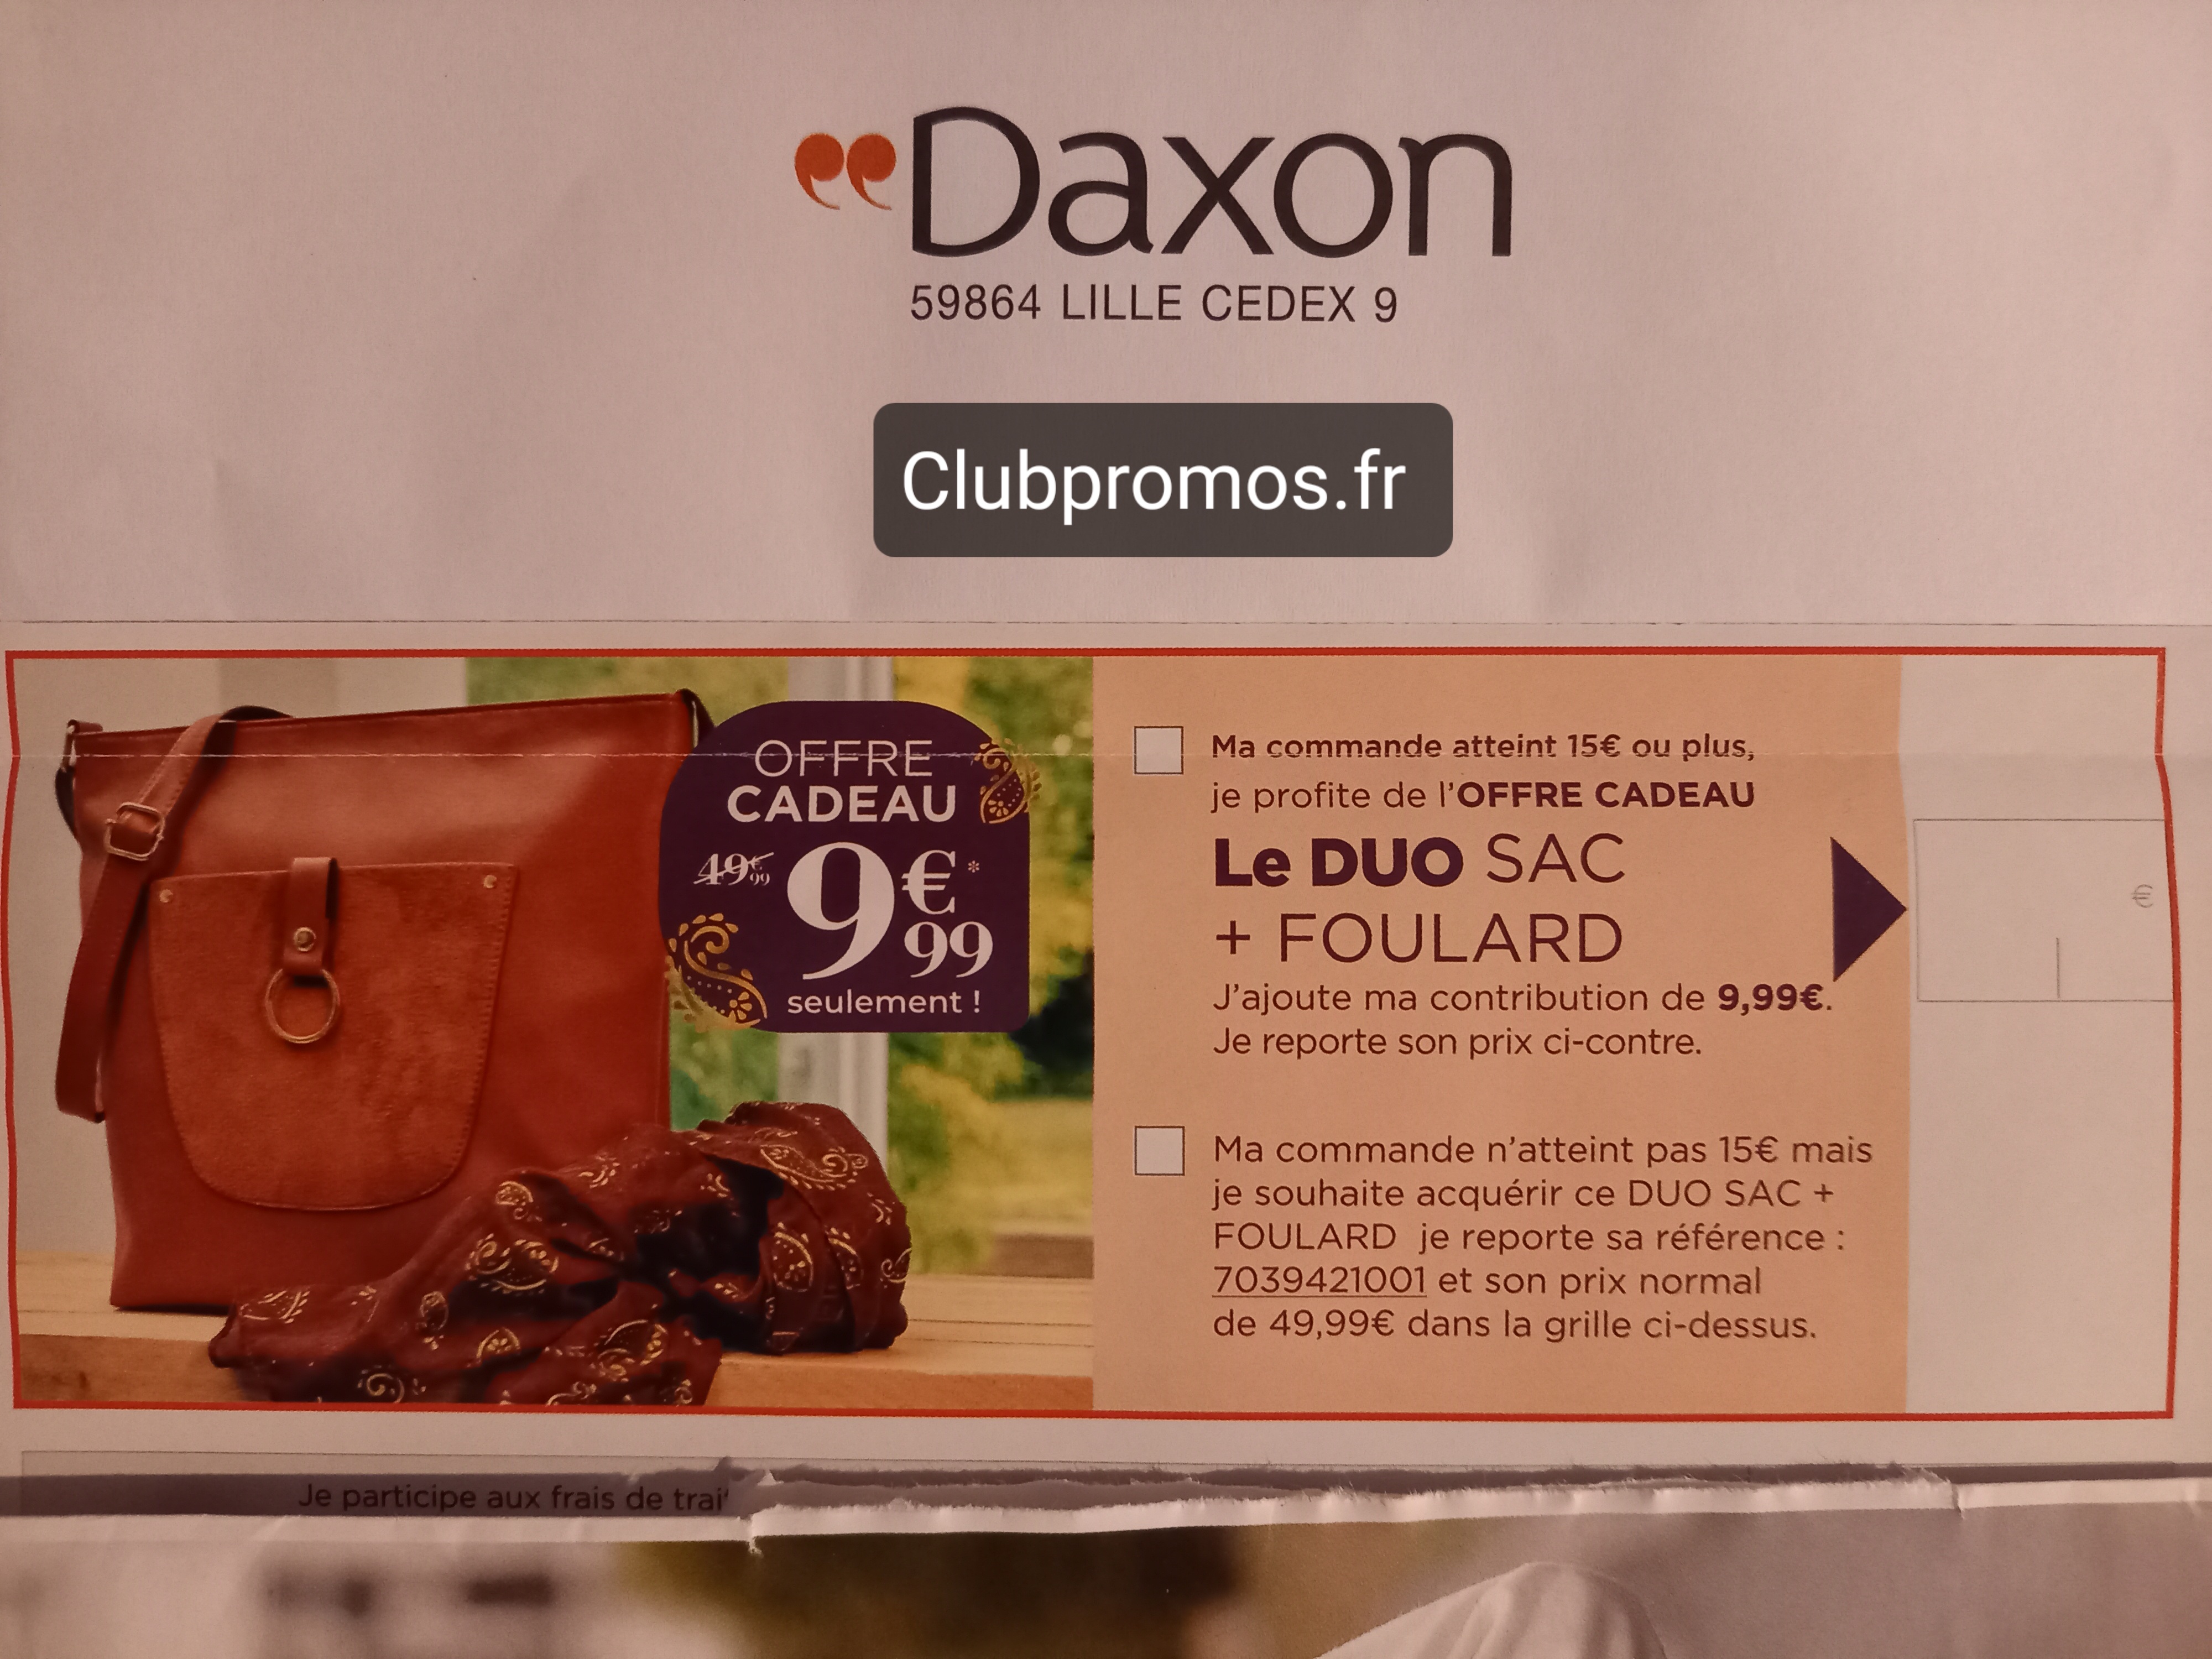 Daxon
59864 LILLE CEDEX 9
Clubpromos.fr
OFFRE
CADEAU
49€99 9€99*
seulement !
Ma commande atteint 15€ ou plus,
je profite de l'OFFRE CADEAU
Le DUO SAC
+ FOULARD
J'ajoute ma contribution de 9,99€.
Je reporte son prix ci-contre.
€
Ma commande n'atteint pas 15€ mais
je souhaite acquérir ce DUO SAC +
FOULARD je reporte sa référence :
7039421001 et son prix normal
de 49,99€ dans la grille ci-dessus.
Je participe aux frais de